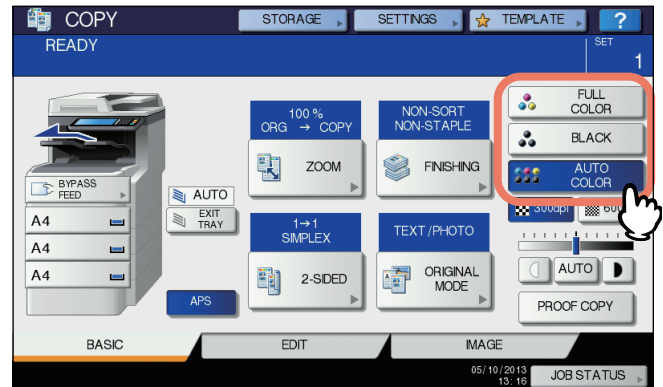 COPY
STORAGE
SETTINGS
TEMPLATE
?
READY
SET
1
100 %
ORG → COPY
ZOOM
NON-SORT
NON-STAPLE
FINISHING
FULL
COLOR
BLACK
AUTO
COLOR
300dpi
BYPASS
FEED
A4
A4
A4
AUTO
EXIT
TRAY
APS
1→1
SIMPLEX
2-SIDED
TEXT/PHOTO
ORIGINAL
MODE
AUTO
PROOF COPY
BASIC
EDIT
IMAGE
05/10/2013
13:16
JOB STATUS